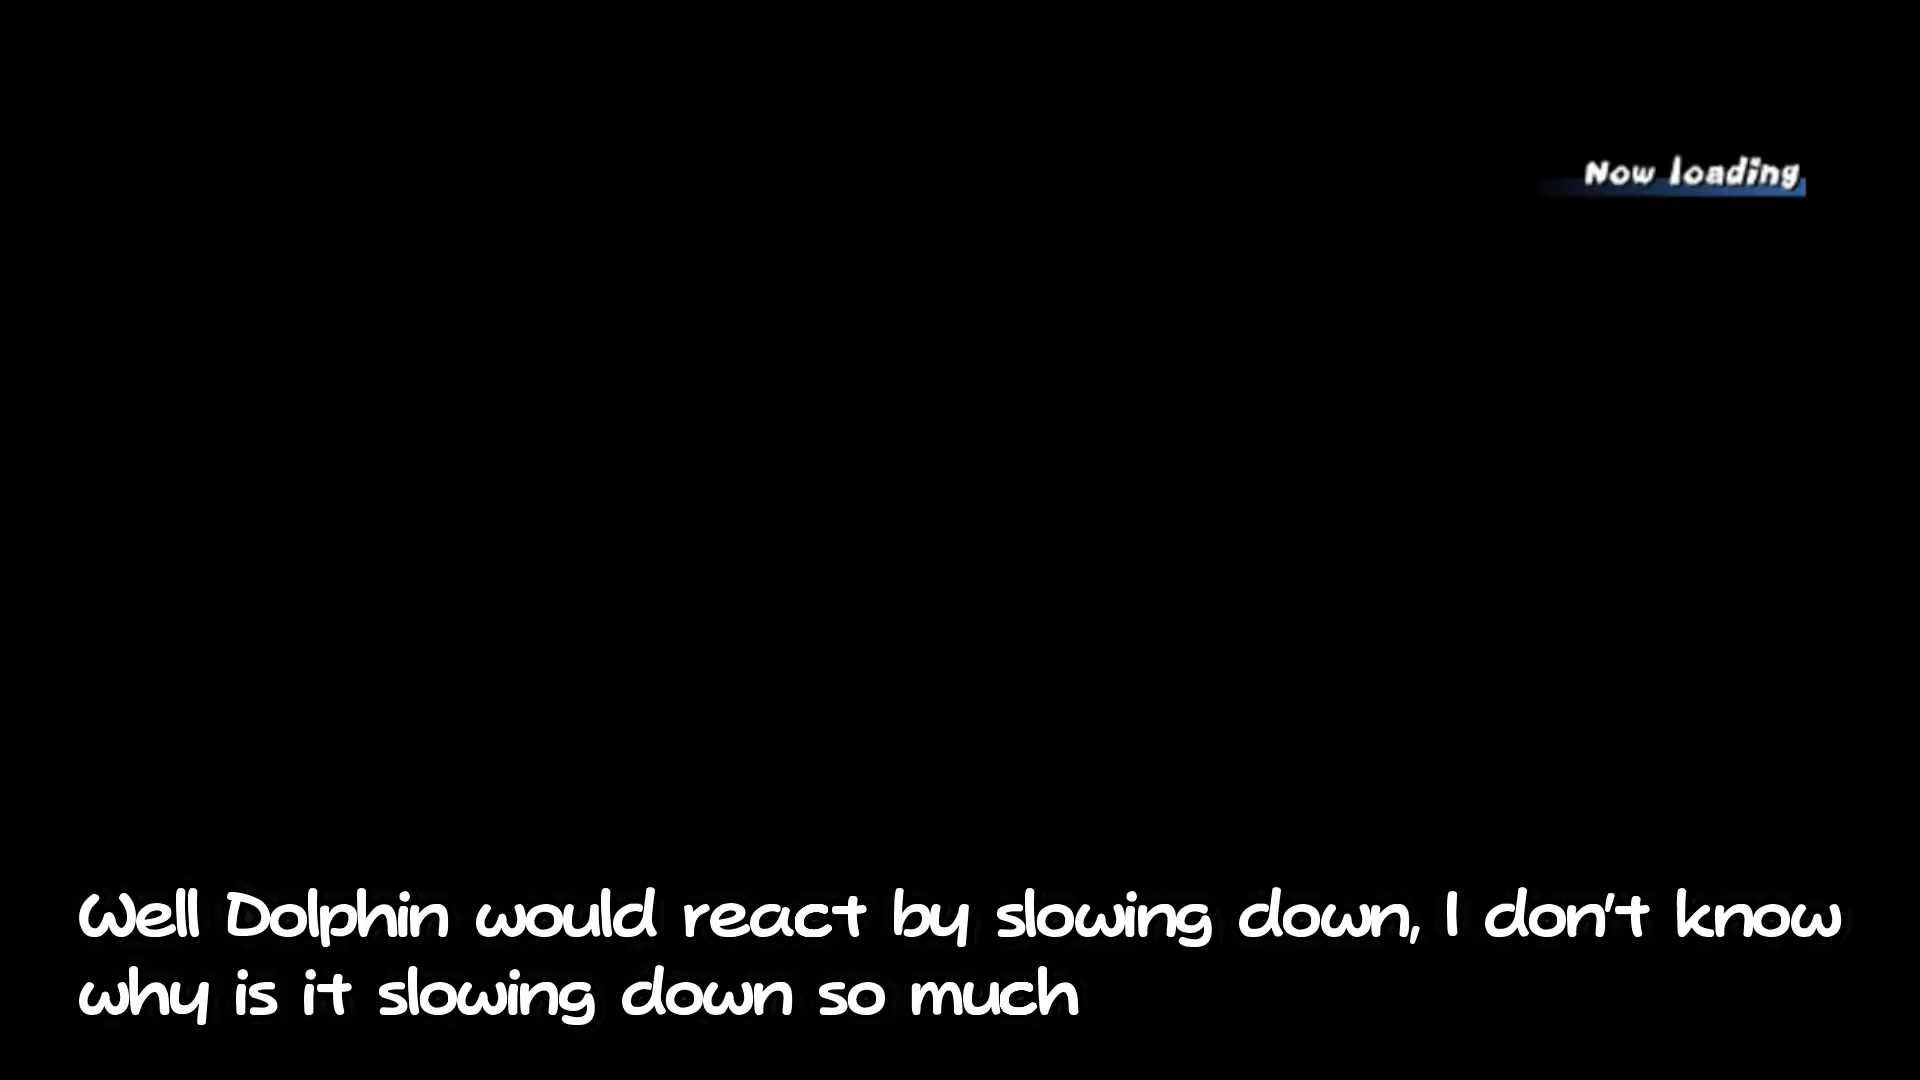 Now loading
Well Dolphin would react by slowing down, I don't know
why is it slowing down so much